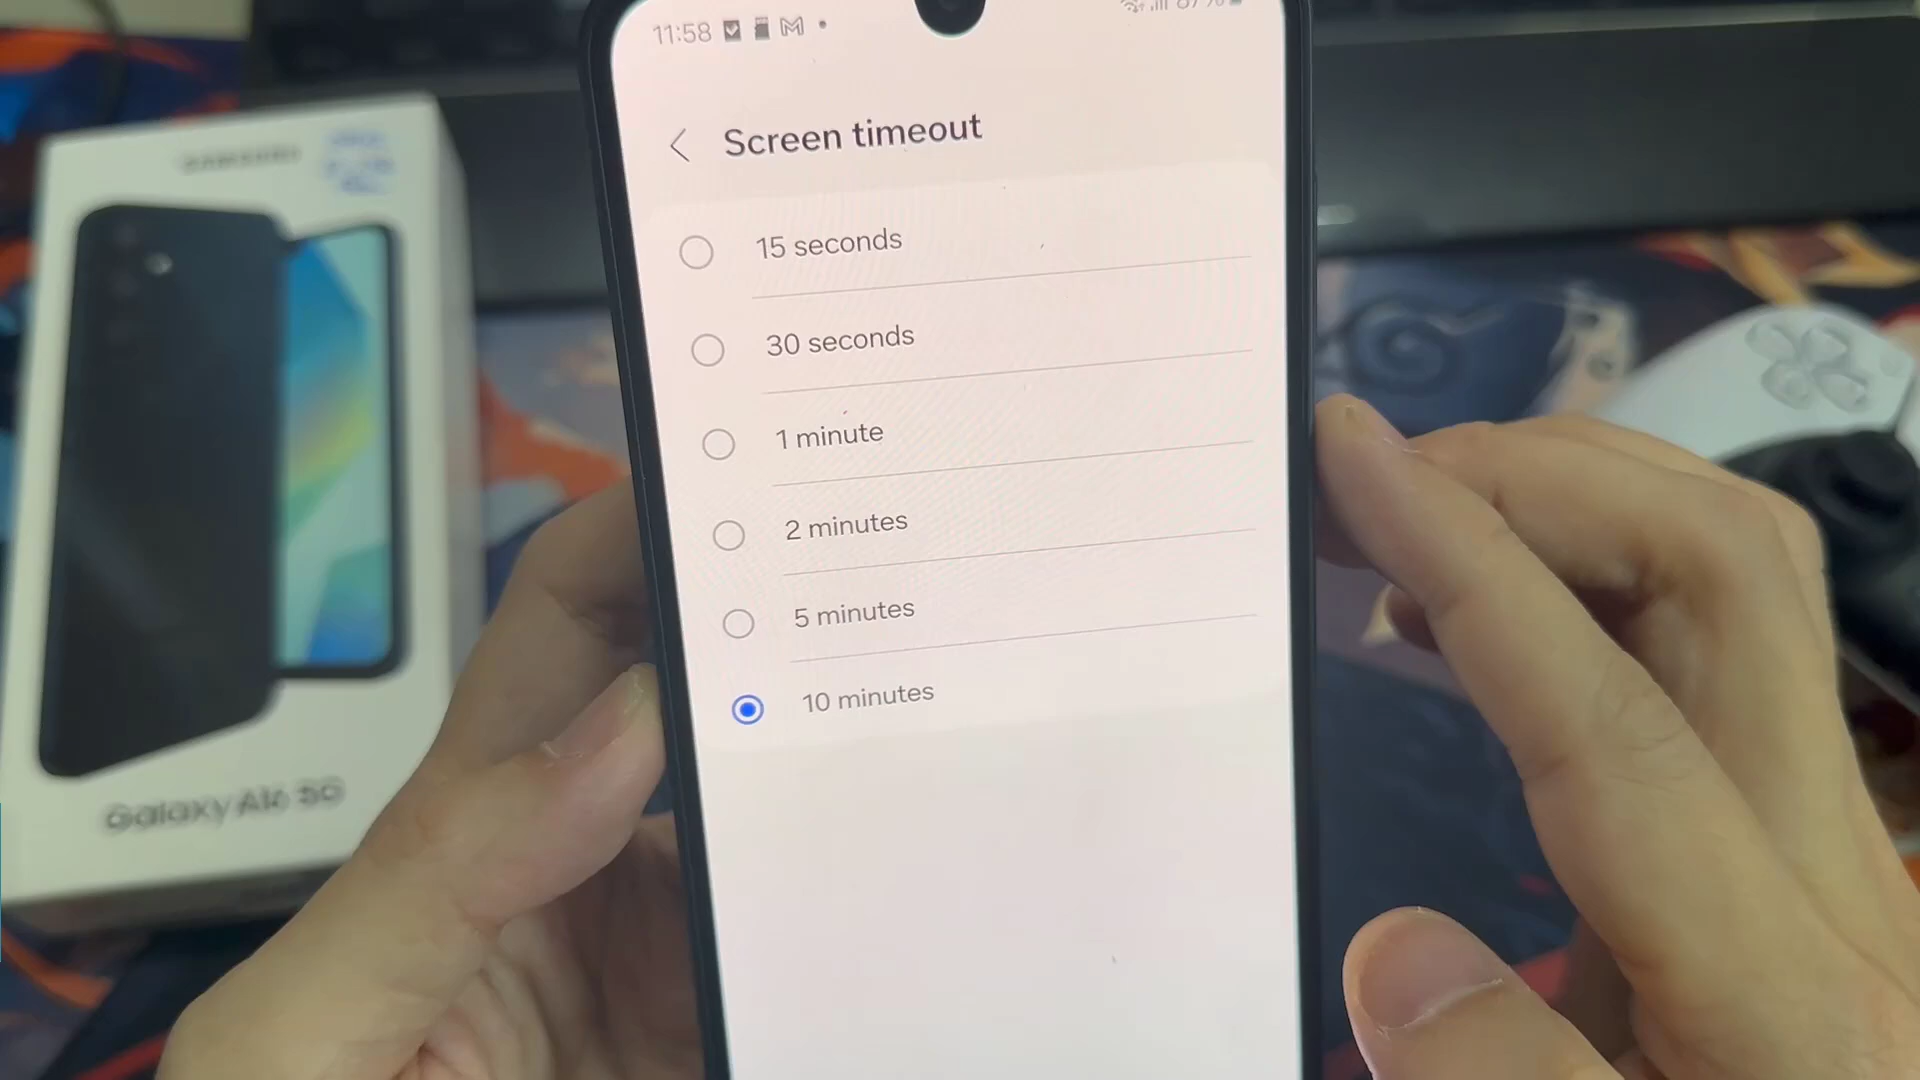 11:58
Screen timeout
15 seconds
30 seconds
1 minute
2 minutes
5 minutes
10 minutes
SAMSUNG
Galaxy A16 5G